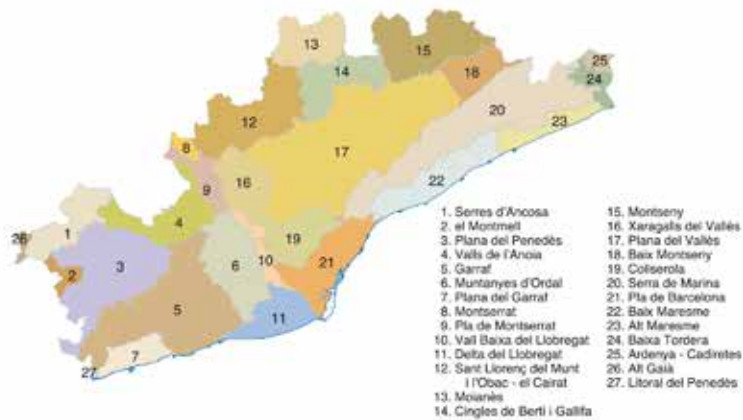 13
15
25
14
18
24
12
20
23
8
17
16
9
22
1
4
26
19
3
6
10
2
21
5
11
7
27
1. Serres d'Ancosa
2. el Montmell
3. Plana del Penedès
4. Valls de l'Anoia
5. Garraf
6. Muntanyes d'Ordal
7. Plana del Garraf
8. Montserrat
9. Pla de Montserrat
10. Vall Baixa del Llobregat
11. Delta del Llobregat
12. Sant Llorenç del Munt
i l'Obac - el Cairat
13. Moianès
14. Cingles de Bertí i Gallifa
15. Montseny
16. Xaragalls del Vallès
17. Plana del Vallès
18. Baix Montseny
19. Collserola
20. Serra de Marina
21. Pla de Barcelona
22. Baix Maresme
23. Alt Maresme
24. Baixa Tordera
25. Ardenya - Cadiretes
26. Alt Gaià
27. Litoral del Penedès